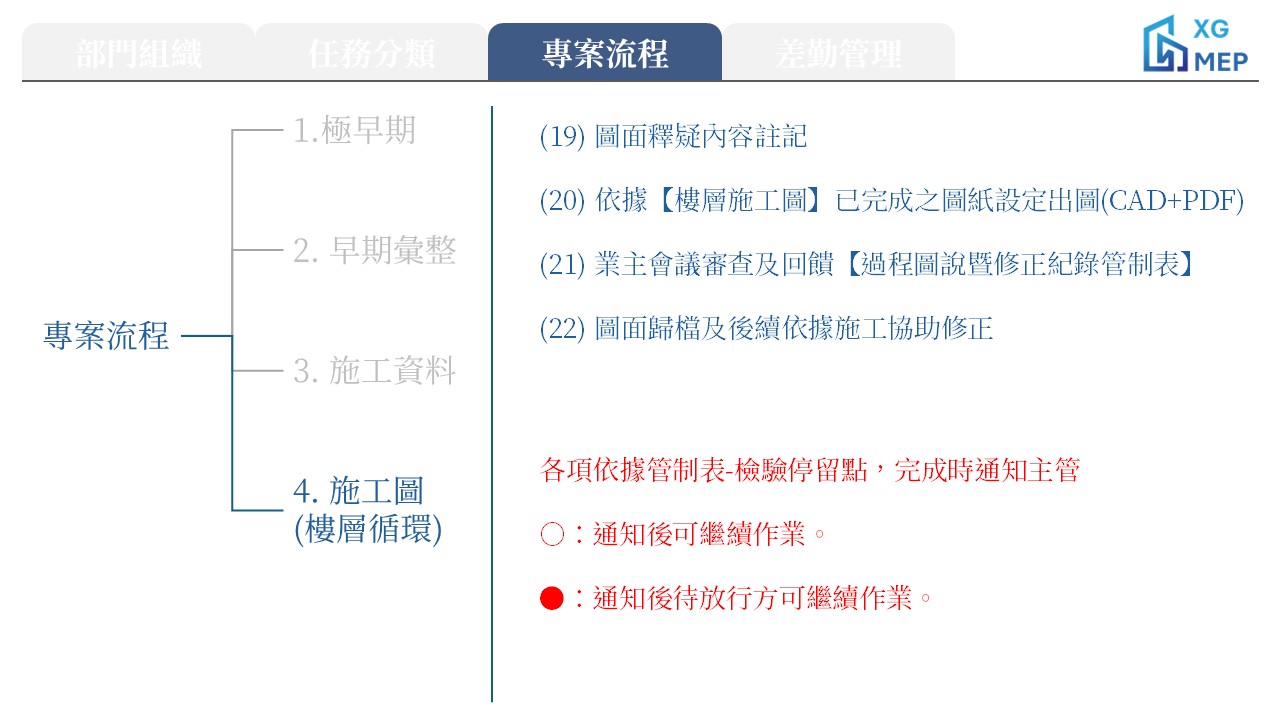 部門組織
任務分類
專案流程
差勤管理
XG
MEP
1.極早期
2. 早期彙整
專案流程
3. 施工資料
4. 施工圖
(樓層循環)
(19) 圖面釋疑內容註記
(20) 依據【樓層施工圖】已完成之圖紙設定出圖(CAD+PDF)
(21) 業主會議審查及回饋【過程圖說暨修正紀錄管制表】
(22) 圖面歸檔及後續依據施工協助修正
各項依據管制表-檢驗停留點，完成時通知主管
○：通知後可繼續作業。
●：通知後待放行方可繼續作業。